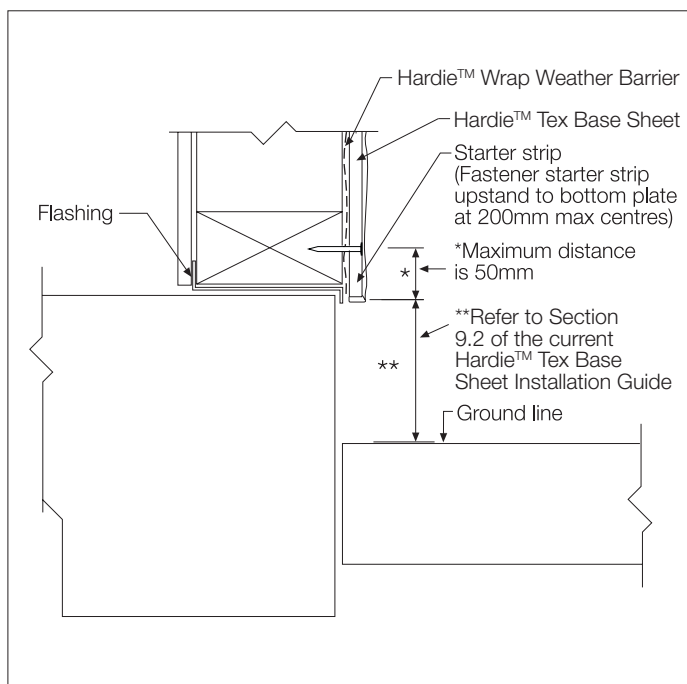 Hardie™ Wrap Weather Barrier
Hardie™ Tex Base Sheet
Starter strip
(Fastener starter strip
upstand to bottom plate
at 200mm max centres)
Flashing
*Maximum distance
is 50mm
*
**Refer to Section
9.2 of the current
Hardie™ Tex Base
Sheet Installation Guide
**
Ground line